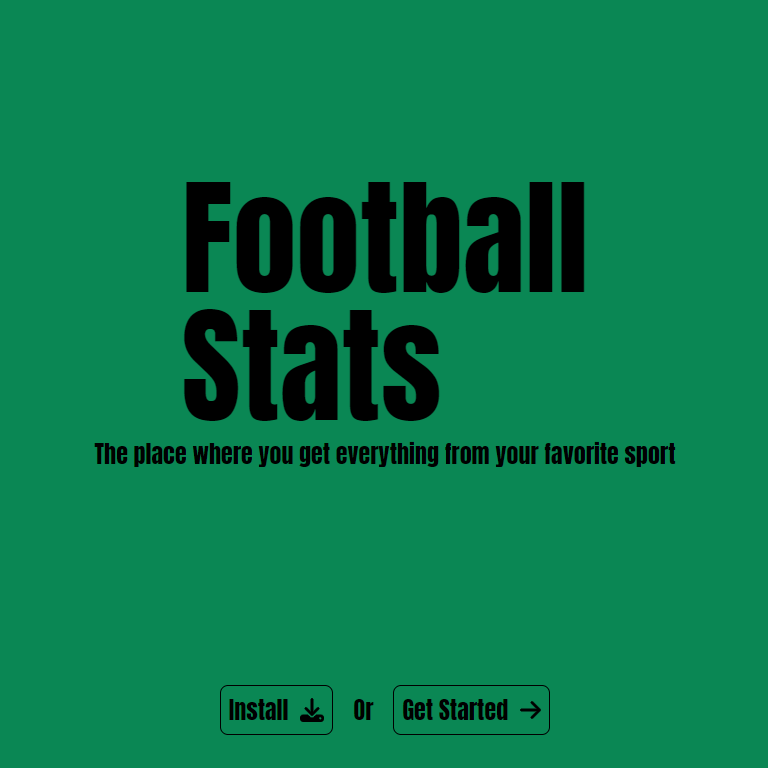 Football
Stats
The place where you get everything from your favorite sport
Install Or Get Started